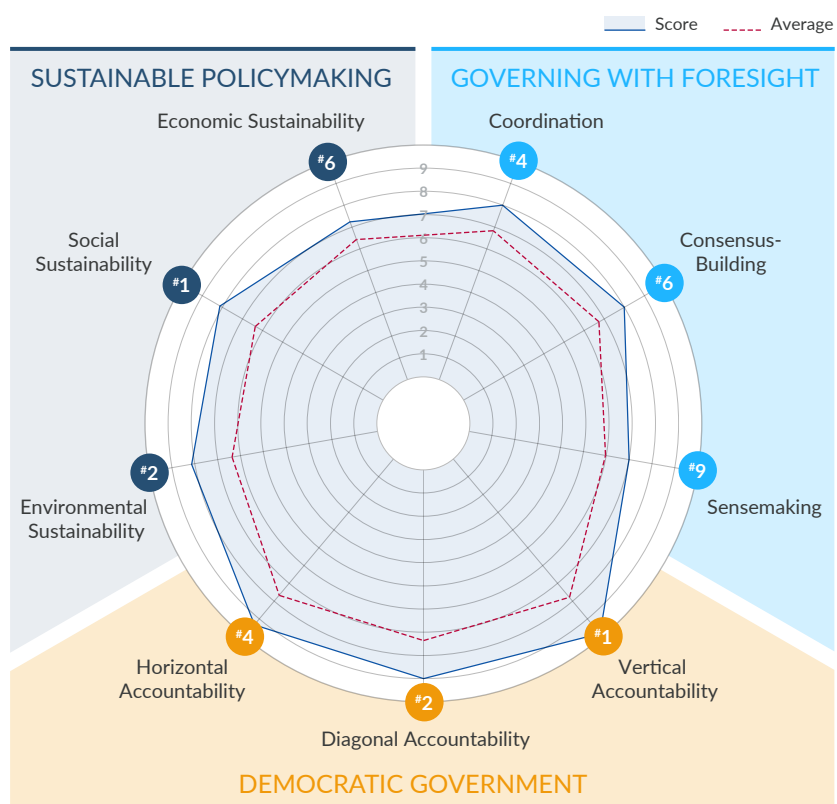 Score
Average
SUSTAINABLE POLICYMAKING
GOVERNING WITH FORESIGHT
Economic Sustainability
Coordination
#6
#4
9
8
7
6
5
4
3
2
1
Social
Sustainability
#1
Consensus-
Building
#6
#2
Environmental
Sustainability
#9
Sensemaking
#4
Horizontal
Accountability
#1
Vertical
Accountability
#2
Diagonal Accountability
DEMOCRATIC GOVERNMENT